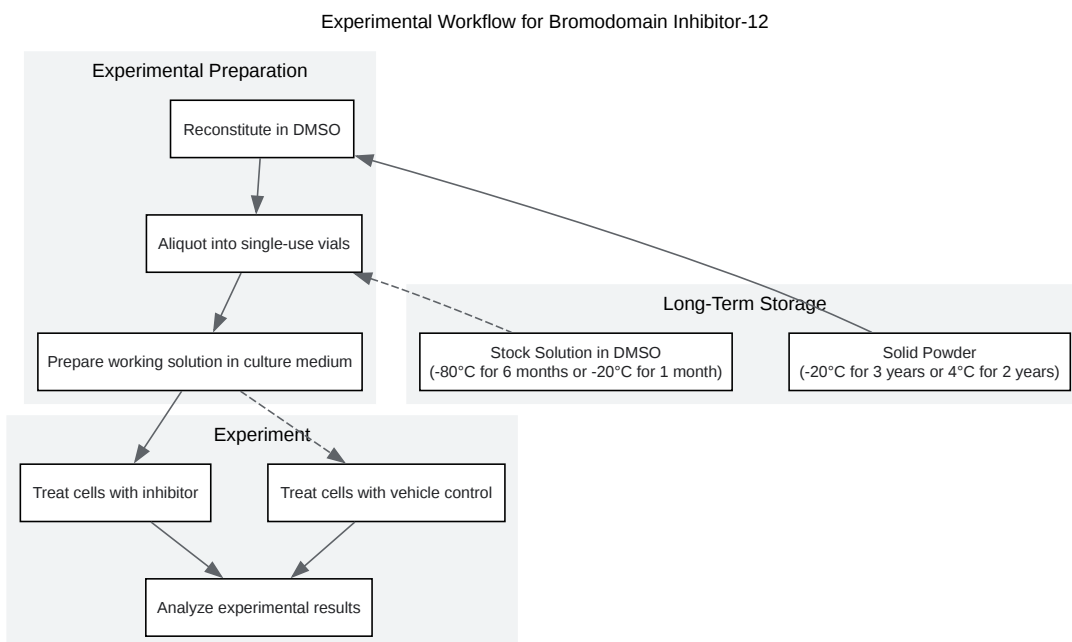 Experimental Workflow for Bromodomain Inhibitor-12
Experimental Preparation
Reconstitute in DMSO
Aliquot into single-use vials
Prepare working solution in culture medium
Long-Term Storage
Stock Solution in DMSO
(-80°C for 6 months or -20°C for 1 month)
Solid Powder
(-20°C for 3 years or 4°C for 2 years)
Experiment
Treat cells with inhibitor
Treat cells with vehicle control
Analyze experimental results